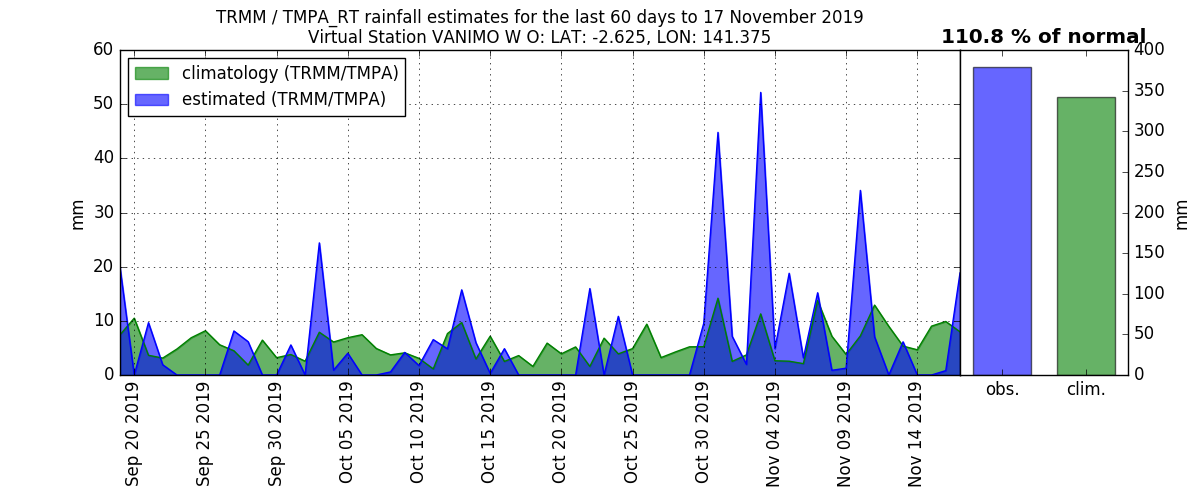 TRMM / TMPA_RT rainfall estimates for the last 60 days to 17 November 2019
Virtual Station VANIMO W O: LAT: -2.625, LON: 141.375
110.8 % of normal
climatology (TRMM/TMPA)
estimated (TRMM/TMPA)
60
50
40
30
20
10
0
mm
Sep 20 2019
Sep 25 2019
Sep 30 2019
Oct 05 2019
Oct 10 2019
Oct 15 2019
Oct 20 2019
Oct 25 2019
Oct 30 2019
Nov 04 2019
Nov 09 2019
Nov 14 2019
obs.
clim.
400
350
300
250
200
150
100
50
0
mm